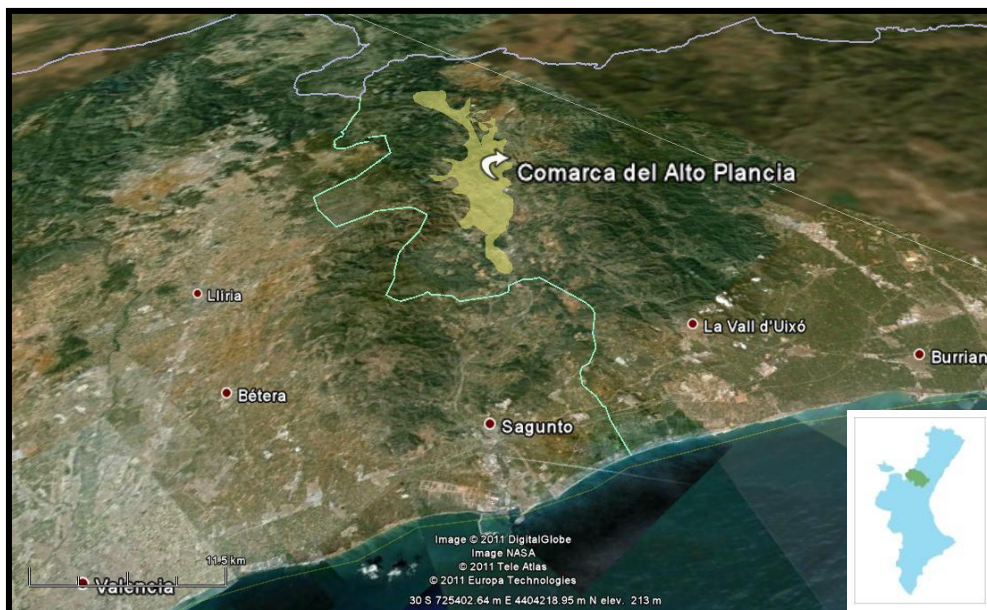 Comarca del Alto Plancia
Llíria
La Vall d'Uixó
Burrian
Bétera
Sagunto
Image © 2011 DigitalGlobe
Image NASA
© 2011 Tele Atlas
© 2011 Europa Technologies
11.5 km
Valencia
30 S 725402.64 m E 4404218.95 m N elev. 213 m